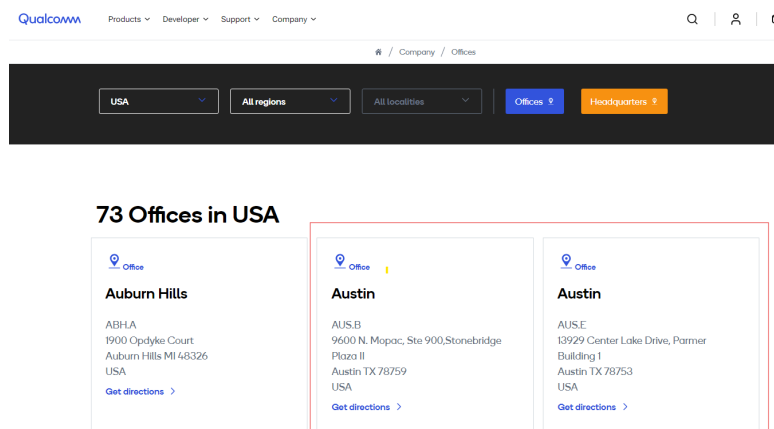 Qualcomm
Products Developer Support Company
/ Company / Offices
USA All regions All localities Offices Headquarters
73 Offices in USA
Office
Auburn Hills
ABH.A
1900 Opdyke Court
Auburn Hills MI 48326
USA
Get directions
Office
Austin
AUS.B
9600 N. Mopac, Ste 900,Stonebridge
Plaza II
Austin TX 78759
USA
Get directions
Office
Austin
AUS.E
13929 Center Lake Drive, Parmer
Building 1
Austin TX 78753
USA
Get directions